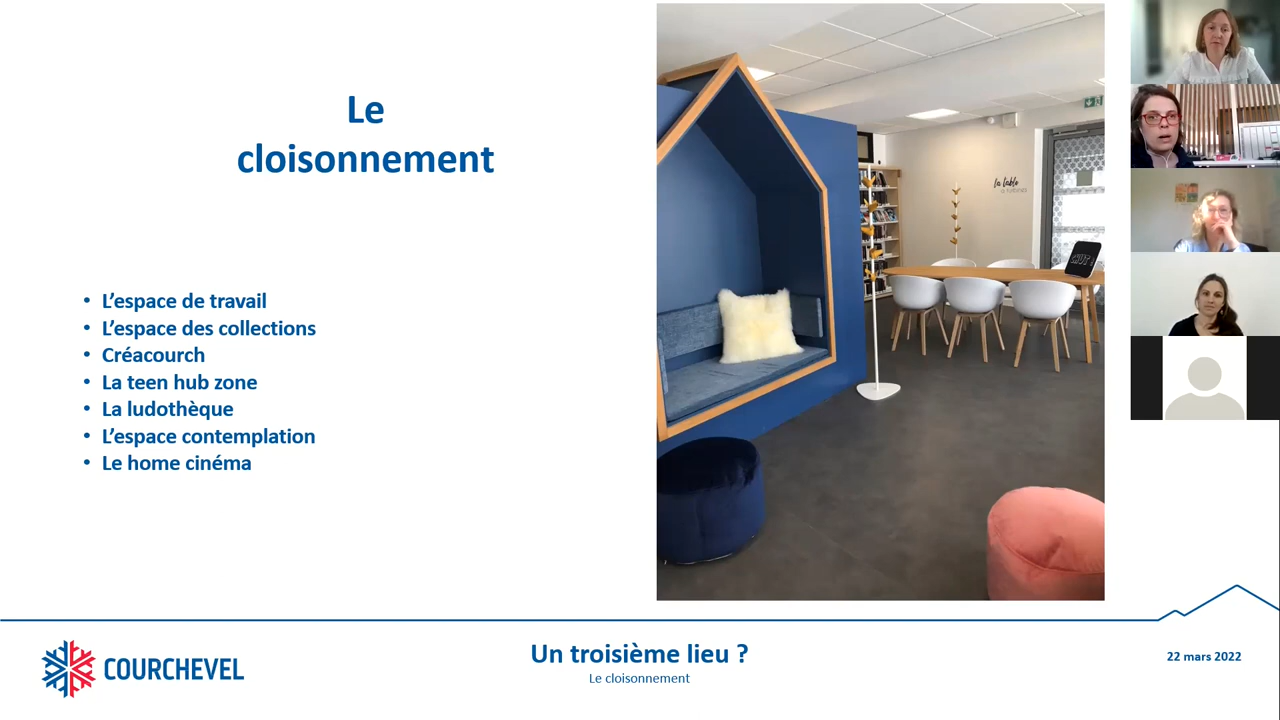 Le
cloisonnement
• L'espace de travail
• L'espace des collections
• Créacourch
• La teen hub zone
• La ludothèque
• L'espace contemplation
• Le home cinéma
la table
CHUT !
COURCHEVEL
Un troisième lieu ?
Le cloisonnement
22 mars 2022